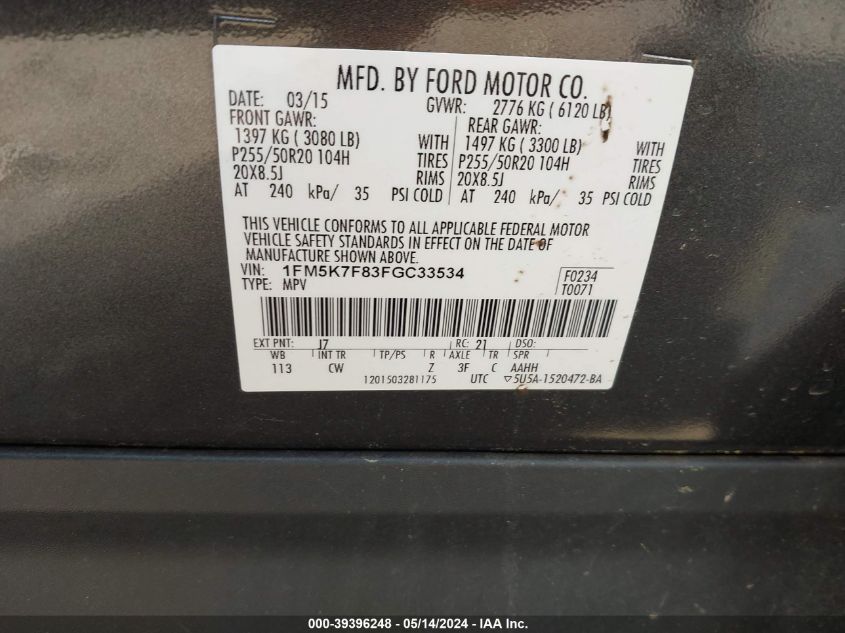 MFD. BY FORD MOTOR CO.
DATE: 03/15 GVWR: 2776 KG ( 6120 LB)
FRONT GAWR: REAR GAWR:
1397 KG ( 3080 LB) WITH 1497 KG ( 3300 LB) WITH
P255/50R20 104H TIRES P255/50R20 104H TIRES
20X8.5J RIMS 20X8.5J RIMS
AT 240 kPa/ 35 PSI COLD AT 240 kPa/ 35 PSI COLD
THIS VEHICLE CONFORMS TO ALL APPLICABLE FEDERAL MOTOR
VEHICLE SAFETY STANDARDS IN EFFECT ON THE DATE OF
MANUFACTURE SHOWN ABOVE.
VIN: 1FM5K7F83FGC33534 F0234
TYPE: MPV T0071
EXT PNT: J7 RC: 21 DSO:
WB INT TR TP/PS R AXLE TR SPR
113 CW Z 3F C AAHH
1201503281175 UTC ▽5U5A-1520472-BA
000-39396248 - 05/14/2024 - IAA Inc.